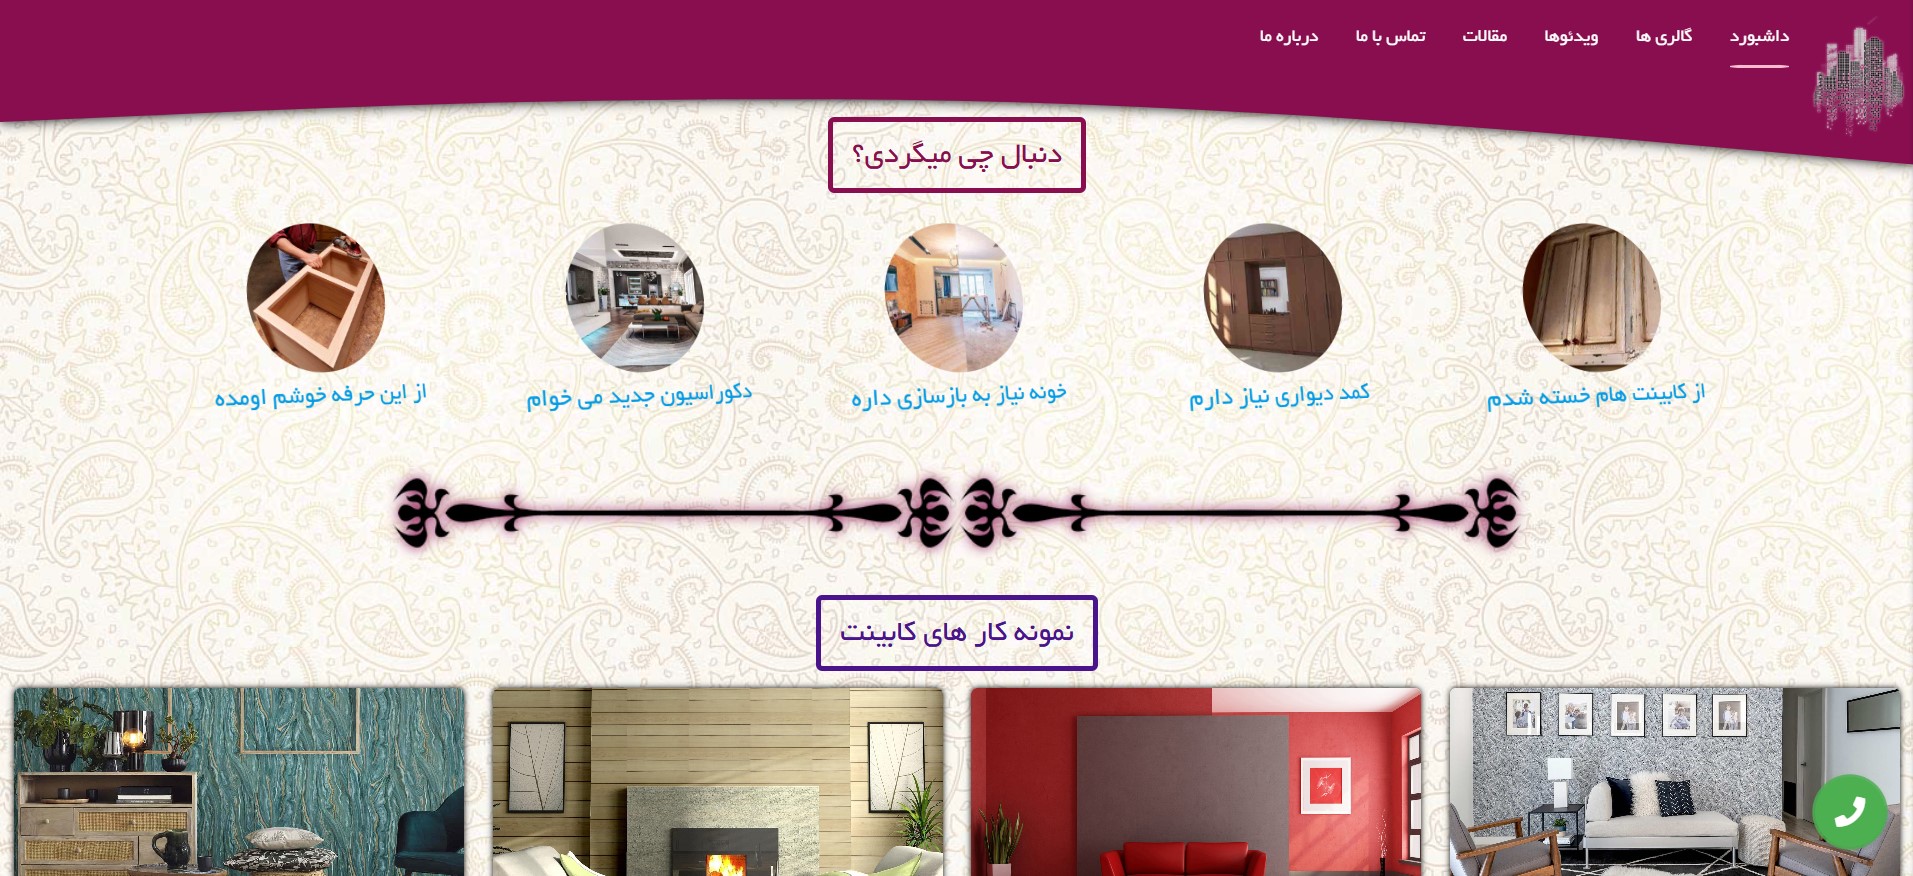 داشبورد
گالری ها
ویدئوها
مقالات
تماس با ما
درباره ما
دنبال چی میگردی؟
از کابینت هام خسته شدم
کمد دیواری نیاز دارم
خونه نیاز به بازسازی داره
دکوراسیون جدید می خوام
از این حرفه خوشم اومده
نمونه کار های کابینت